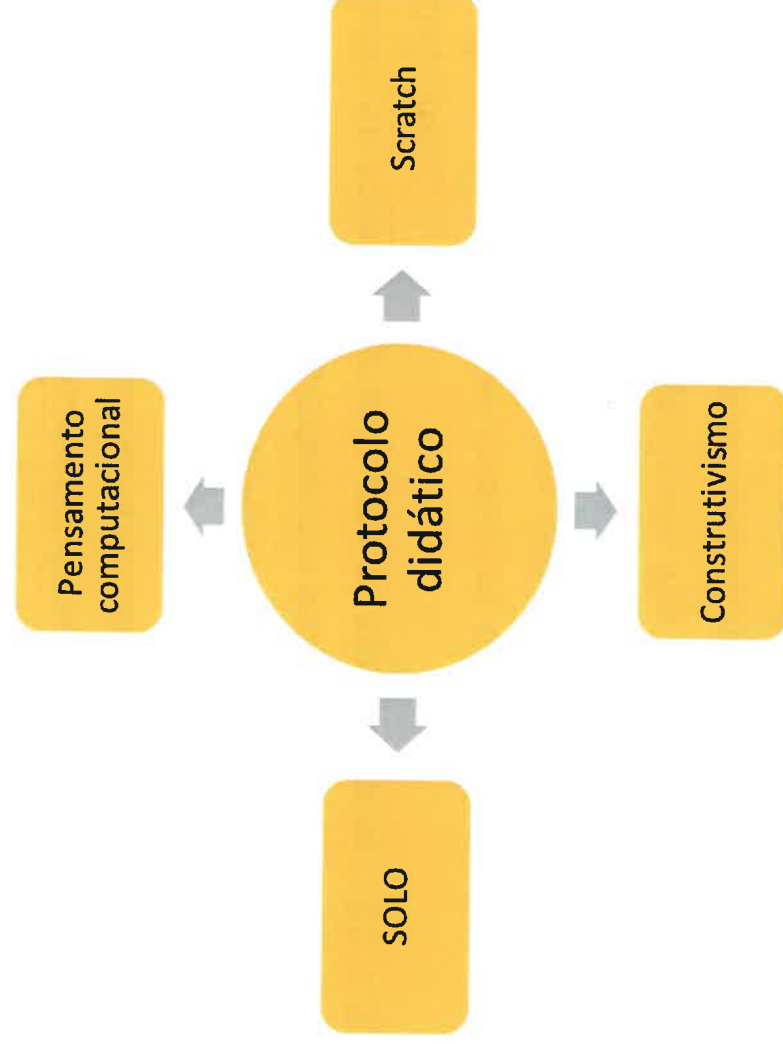 Pensamento
computacional
SOLO
Protocolo
didático
Scratch
Construtivismo